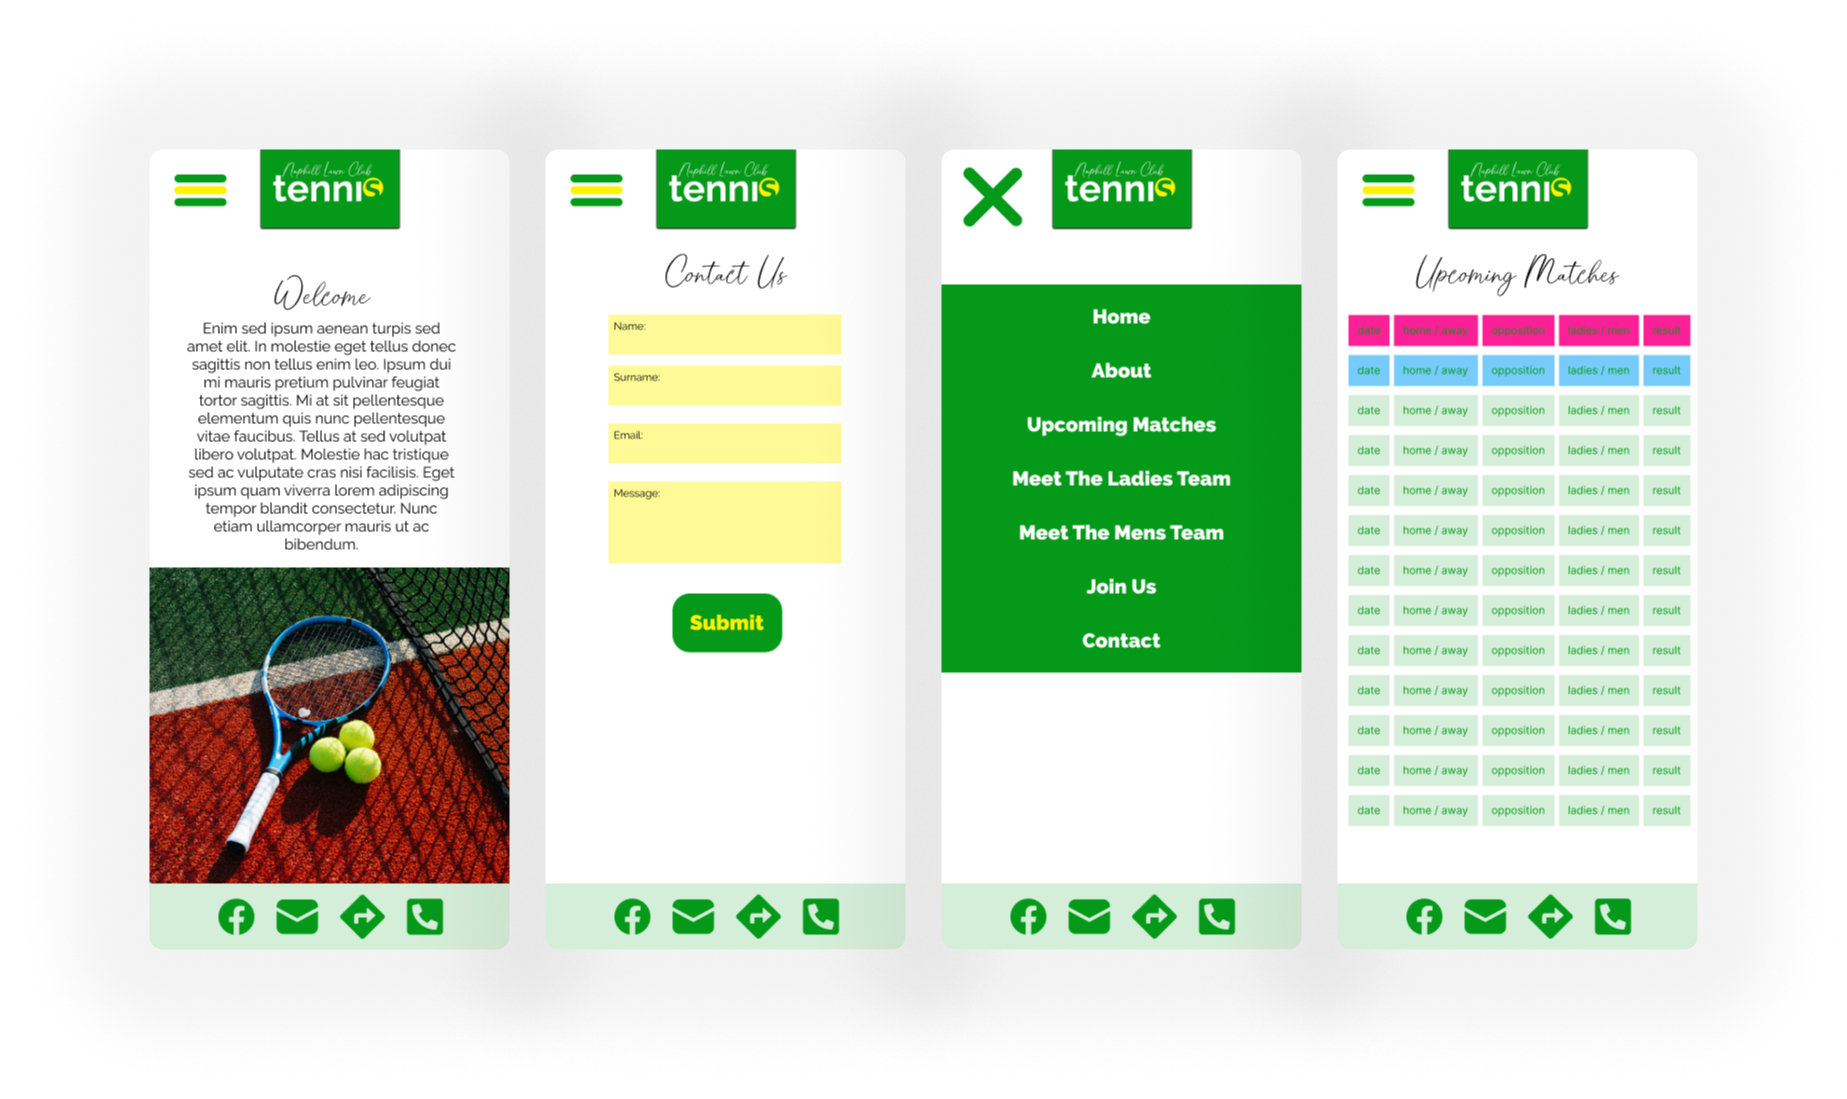 Naphill Lawn Club
tennis
Welcome
Enim sed ipsum aenean turpis sed
amet elit. In molestie eget tellus donec
sagittis non tellus enim leo. Ipsum dui
mi mauris pretium pulvinar feugiat
tortor sagittis. Mi at sit pellentesque
elementum quis nunc pellentesque
vitae faucibus. Tellus at sed volutpat
libero volutpat. Molestie hac tristique
sed ac vulputate cras nisi facilisis. Eget
ipsum quam viverra lorem adipiscing
tempor blandit consectetur. Nunc
etiam ullamcorper mauris ut ac
bibendum.
Naphill Lawn Club
tennis
Contact Us
Name:
Surname:
Email:
Message:
Submit
Naphill Lawn Club
tennis
Home
About
Upcoming Matches
Meet The Ladies Team
Meet The Mens Team
Join Us
Contact
Naphill Lawn Club
tennis
Upcoming Matches
date home / away opposition ladies / men result
date home / away opposition ladies / men result
date home / away opposition ladies / men result
date home / away opposition ladies / men result
date home / away opposition ladies / men result
date home / away opposition ladies / men result
date home / away opposition ladies / men result
date home / away opposition ladies / men result
date home / away opposition ladies / men result
date home / away opposition ladies / men result
date home / away opposition ladies / men result
date home / away opposition ladies / men result
date home / away opposition ladies / men result